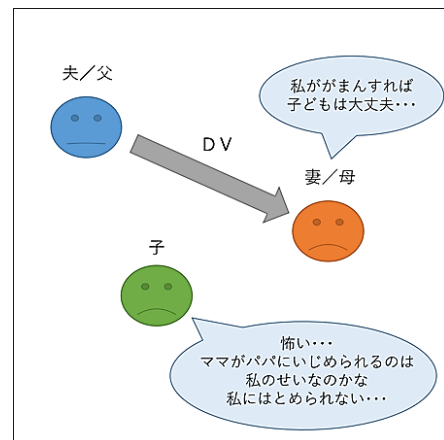 夫／父
私ががまんすれば
子どもは大丈夫・・・
ＤＶ
妻／母
子
怖い・・・
ママがパパにいじめられるのは
私のせいなのかな
私にはとめられない・・・